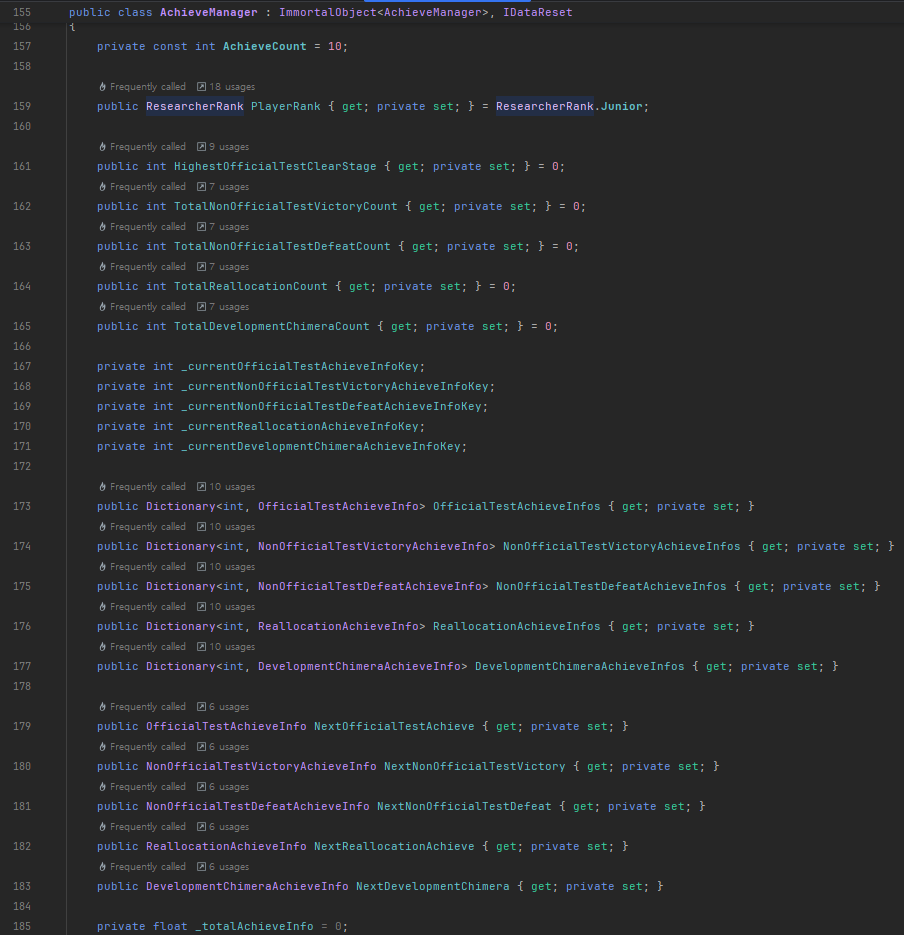 155 public class AchieveManager : ImmortalObject<AchieveManager>, IDataReset
156 {
157 private const int AchieveCount = 10;
158
Frequently called 18 usages
159 public ResearcherRank PlayerRank { get; private set; } = ResearcherRank.Junior;
160
Frequently called 9 usages
161 public int HighestOfficialTestClearStage { get; private set; } = 0;
Frequently called 7 usages
162 public int TotalNonOfficialTestVictoryCount { get; private set; } = 0;
Frequently called 7 usages
163 public int TotalNonOfficialTestDefeatCount { get; private set; } = 0;
Frequently called 7 usages
164 public int TotalReallocationCount { get; private set; } = 0;
Frequently called 7 usages
165 public int TotalDevelopmentChimeraCount { get; private set; } = 0;
166
167 private int _currentOfficialTestAchieveInfoKey;
168 private int _currentNonOfficialTestVictoryAchieveInfoKey;
169 private int _currentNonOfficialTestDefeatAchieveInfoKey;
170 private int _currentReallocationAchieveInfoKey;
171 private int _currentDevelopmentChimeraAchieveInfoKey;
172
Frequently called 10 usages
173 public Dictionary<int, OfficialTestAchieveInfo> OfficialTestAchieveInfos { get; private set; }
Frequently called 10 usages
174 public Dictionary<int, NonOfficialTestVictoryAchieveInfo> NonOfficialTestVictoryAchieveInfos { get; private set; }
Frequently called 10 usages
175 public Dictionary<int, NonOfficialTestDefeatAchieveInfo> NonOfficialTestDefeatAchieveInfos { get; private set; }
Frequently called 10 usages
176 public Dictionary<int, ReallocationAchieveInfo> ReallocationAchieveInfos { get; private set; }
Frequently called 10 usages
177 public Dictionary<int, DevelopmentChimeraAchieveInfo> DevelopmentChimeraAchieveInfos { get; private set; }
178
Frequently called 6 usages
179 public OfficialTestAchieveInfo NextOfficialTestAchieve { get; private set; }
Frequently called 6 usages
180 public NonOfficialTestVictoryAchieveInfo NextNonOfficialTestVictory { get; private set; }
Frequently called 6 usages
181 public NonOfficialTestDefeatAchieveInfo NextNonOfficialTestDefeat { get; private set; }
Frequently called 6 usages
182 public ReallocationAchieveInfo NextReallocationAchieve { get; private set; }
Frequently called 6 usages
183 public DevelopmentChimeraAchieveInfo NextDevelopmentChimera { get; private set; }
184
185 private float _totalAchieveInfo = 0;